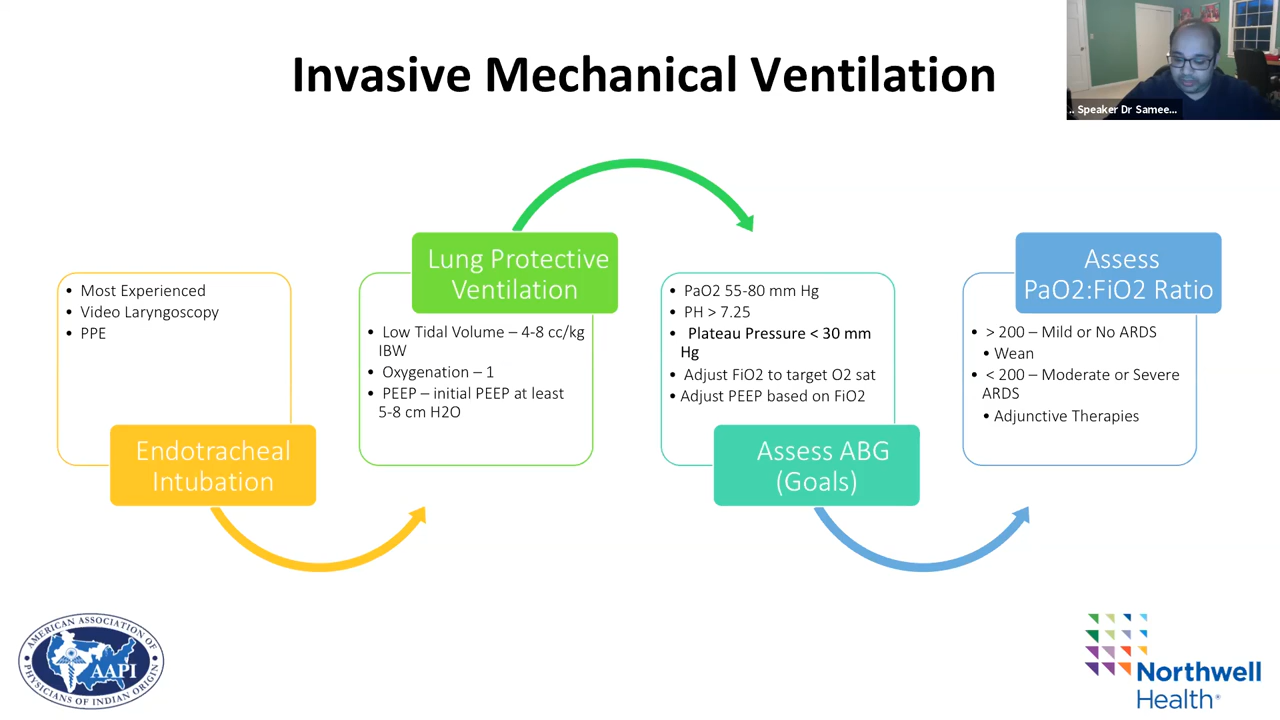 Invasive Mechanical Ventilation
.. Speaker Dr Samee...
• Most Experienced
• Video Laryngoscopy
• PPE
Endotracheal
Intubation
Lung Protective
Ventilation
• Low Tidal Volume – 4-8 cc/kg
IBW
• Oxygenation – 1
• PEEP – initial PEEP at least
5-8 cm H2O
• PaO2 55-80 mm Hg
• PH > 7.25
• Plateau Pressure < 30 mm
Hg
• Adjust FiO2 to target O2 sat
• Adjust PEEP based on FiO2
Assess ABG
(Goals)
Assess
PaO2:FiO2 Ratio
• > 200 – Mild or No ARDS
• Wean
• < 200 – Moderate or Severe
ARDS
• Adjunctive Therapies
AMERICAN ASSOCIATION OF
AAPI
PHYSICIANS OF INDIAN ORIGIN
Northwell
Health®